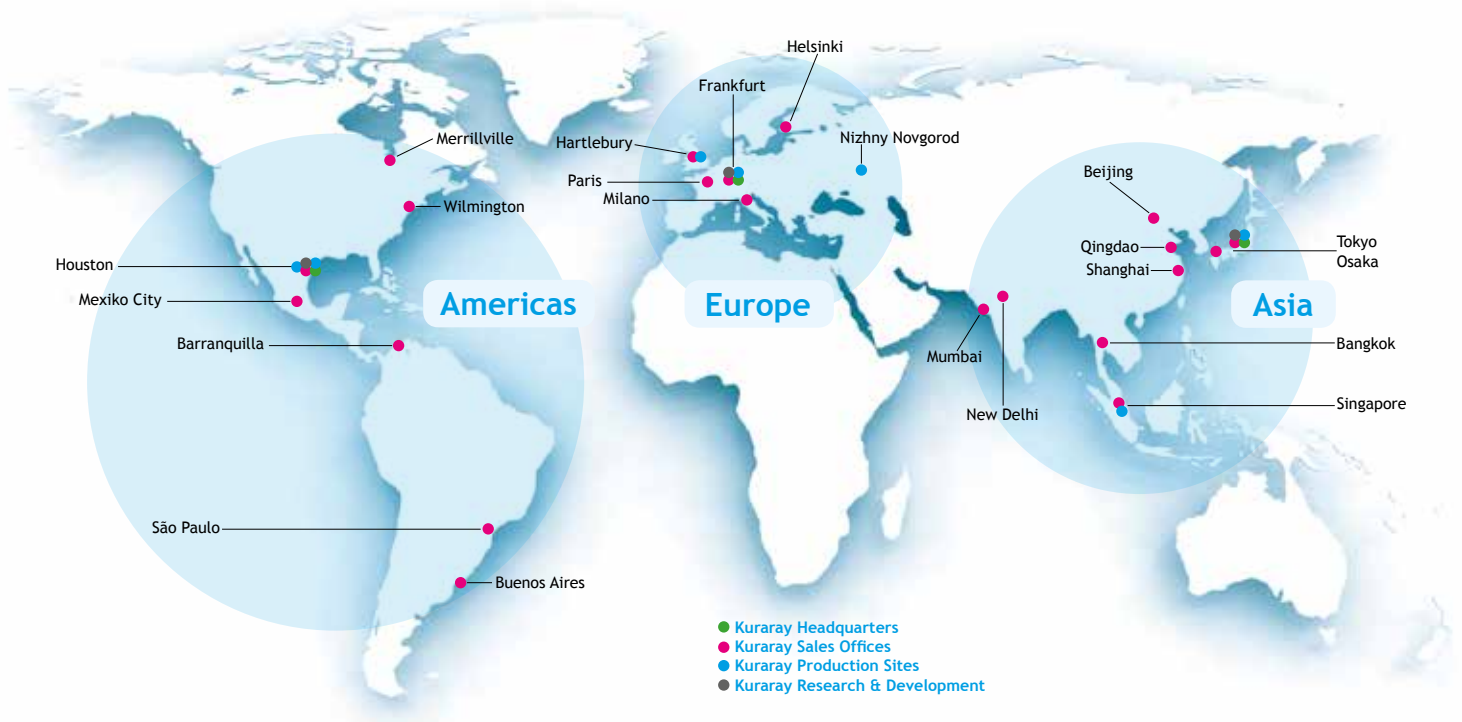 Helsinki
Frankfurt
Merrillville
Hartlebury
Nizhny Novgorod
Paris
Milano
Beijing
Wilmington
Qingdao
Tokyo
Osaka
Houston
Shanghai
Mexiko City
Americas
Europe
Asia
Barranquilla
Mumbai
Bangkok
New Delhi
Singapore
São Paulo
Buenos Aires
Kuraray Headquarters
Kuraray Sales Offices
Kuraray Production Sites
Kuraray Research & Development